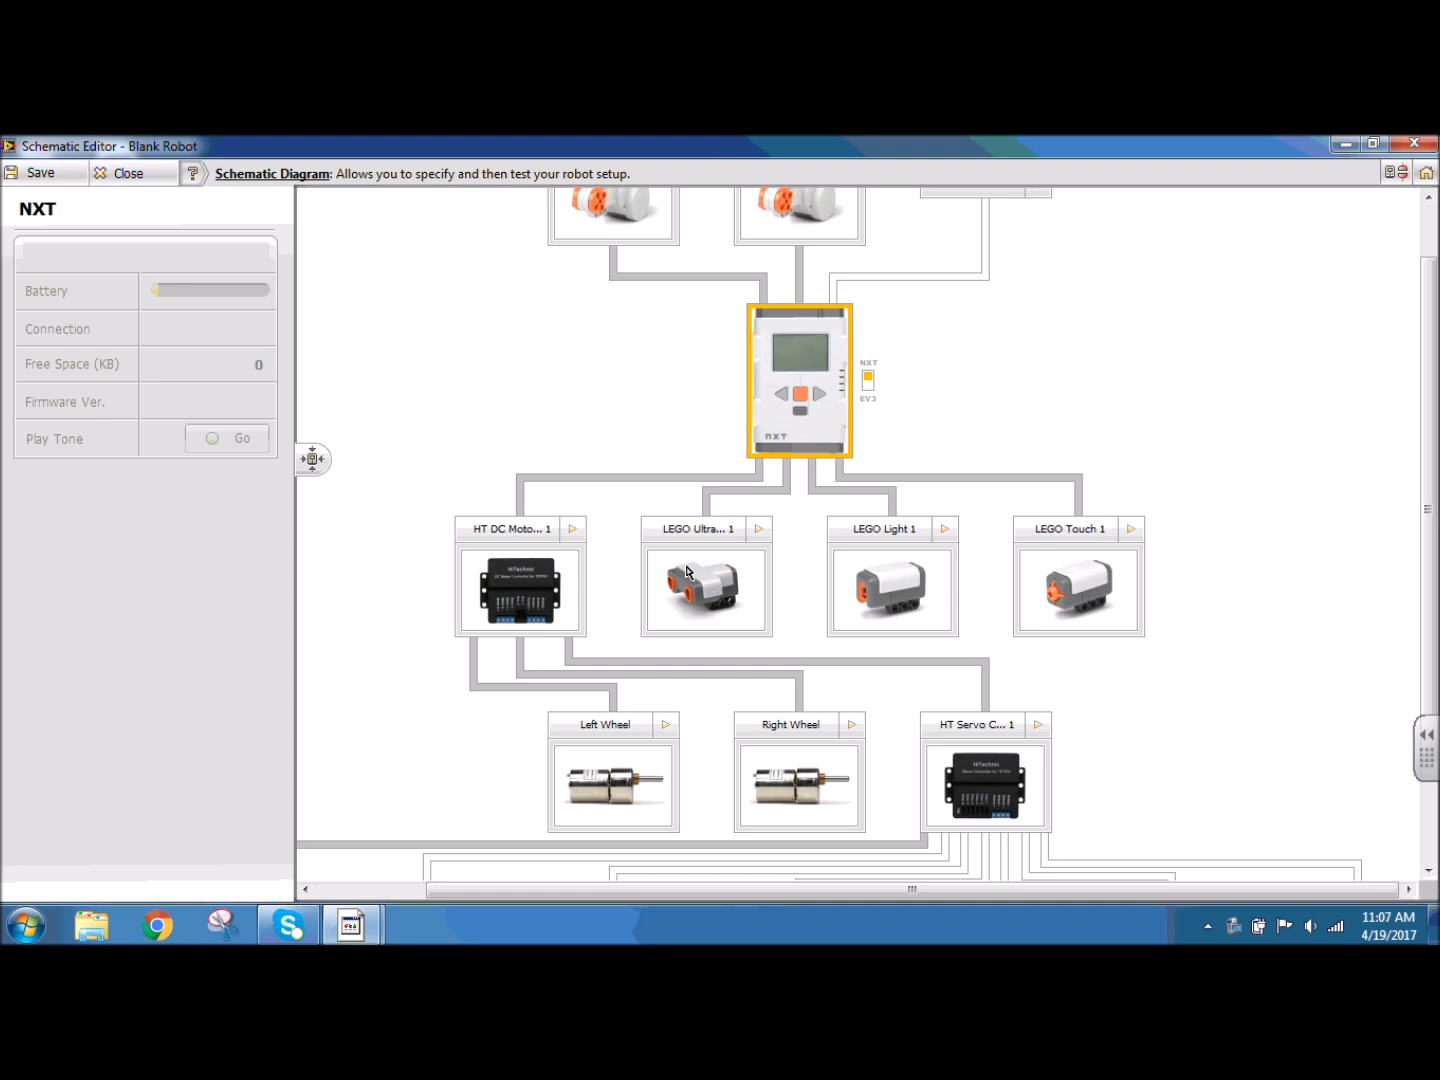 Schematic Editor - Blank Robot
Save
Close
?
Schematic Diagram: Allows you to specify and then test your robot setup.
NXT
Battery
Connection
Free Space (KB) 0
Firmware Ver.
Play Tone Go
NXT
EV3
nxt
HT DC Moto... 1
LEGO Ultra... 1
LEGO Light 1
LEGO Touch 1
HiTechnic
Left Wheel
Right Wheel
HT Servo C... 1
HiTechnic
11:07 AM
4/19/2017